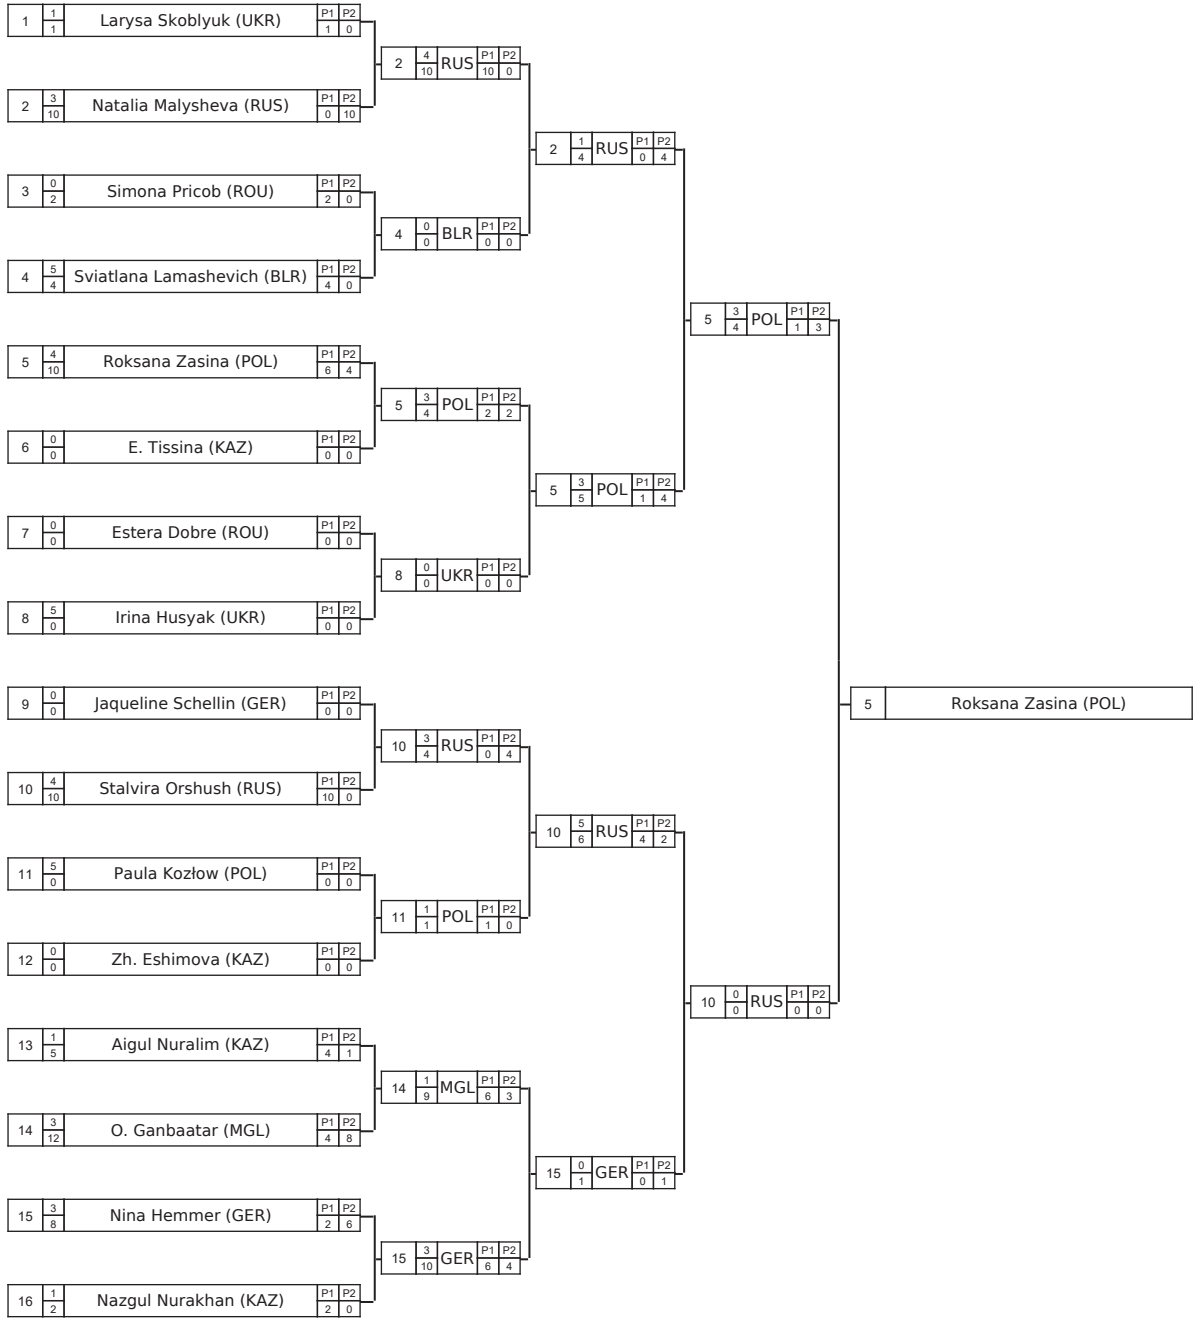 1 1 Larysa Skoblyuk (UKR) P1 P2
1 1 0
2 4 RUS P1 P2
10 10 0
2 3 Natalia Malysheva (RUS) P1 P2
10 0 10
2 1 RUS P1 P2
4 0 4
3 0 Simona Pricob (ROU) P1 P2
2 2 0
4 0 BLR P1 P2
0 0 0
4 5 Sviatlana Lamashevich (BLR) P1 P2
4 4 0
5 3 POL P1 P2
4 1 3
5 4 Roksana Zasina (POL) P1 P2
10 6 4
5 3 POL P1 P2
4 2 2
6 0 E. Tissina (KAZ) P1 P2
0 0 0
5 3 POL P1 P2
5 1 4
7 0 Estera Dobre (ROU) P1 P2
0 0 0
8 0 UKR P1 P2
0 0 0
8 5 Irina Husyak (UKR) P1 P2
0 0 0
9 0 Jaqueline Schellin (GER) P1 P2
0 0 0
5 Roksana Zasina (POL)
10 3 RUS P1 P2
4 0 4
10 4 Stalvira Orshush (RUS) P1 P2
10 10 0
10 5 RUS P1 P2
6 4 2
11 5 Paula Kozłow (POL) P1 P2
0 0 0
11 1 POL P1 P2
1 1 0
12 0 Zh. Eshimova (KAZ) P1 P2
0 0 0
10 0 RUS P1 P2
0 0 0
13 1 Aigul Nuralim (KAZ) P1 P2
5 4 1
14 1 MGL P1 P2
9 6 3
14 3 O. Ganbaatar (MGL) P1 P2
12 4 8
15 0 GER P1 P2
1 0 1
15 3 Nina Hemmer (GER) P1 P2
8 2 6
15 3 GER P1 P2
10 6 4
16 1 Nazgul Nurakhan (KAZ) P1 P2
2 2 0